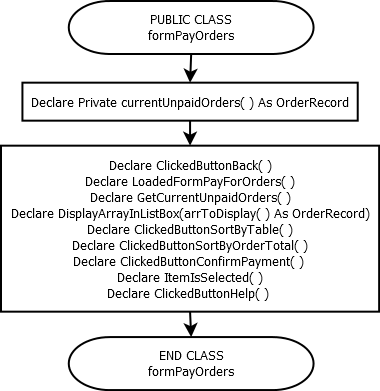 PUBLIC CLASS
formPayOrders
Declare Private currentUnpaidOrders( ) As OrderRecord
Declare ClickedButtonBack( )
Declare LoadedFormPayForOrders( )
Declare GetCurrentUnpaidOrders( )
Declare DisplayArrayInListBox(arrToDisplay( ) As OrderRecord)
Declare ClickedButtonSortByTable( )
Declare ClickedButtonSortByOrderTotal( )
Declare ClickedButtonConfirmPayment( )
Declare ItemIsSelected( )
Declare ClickedButtonHelp( )
END CLASS
formPayOrders